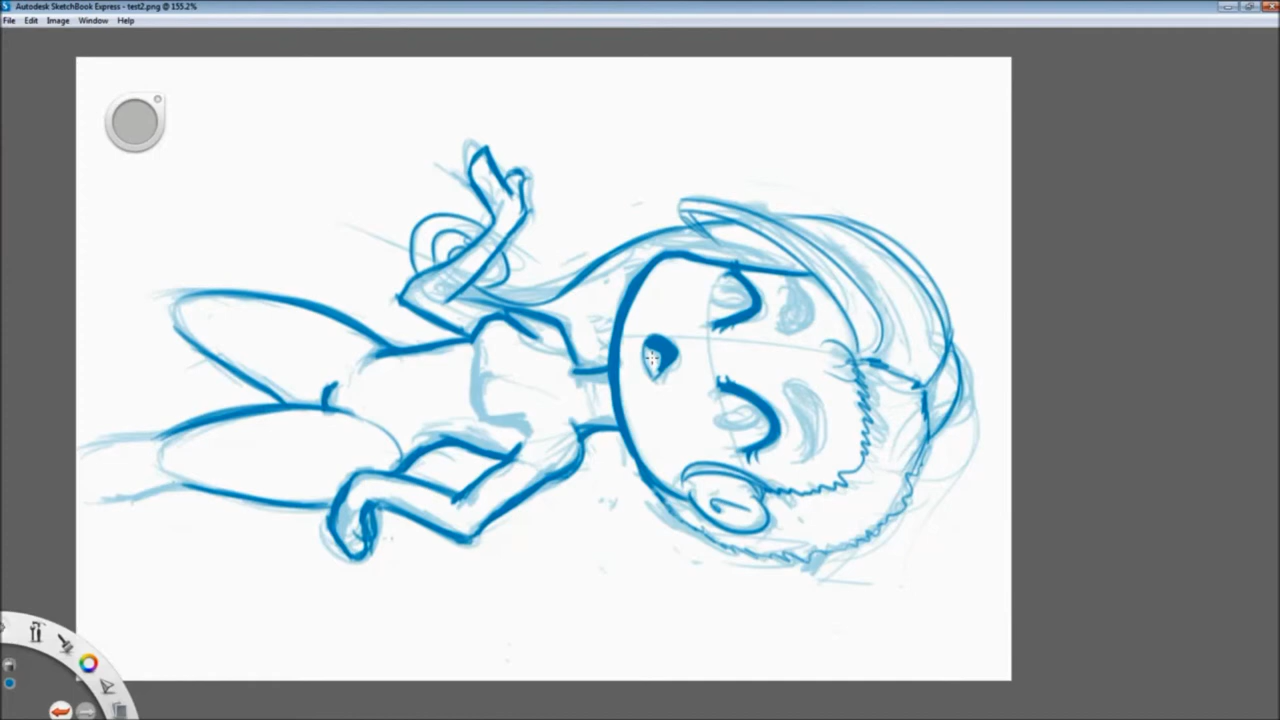 Autodesk SketchBook Express - test2.png @ 155.2%
File Edit Image Window Help